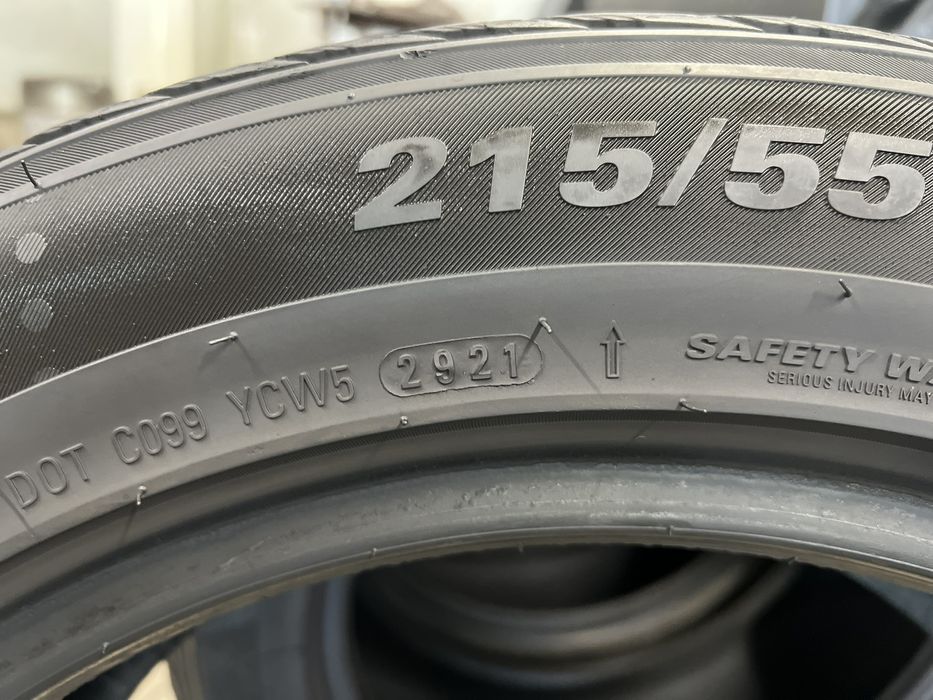 215/55
DOT C099 YCW5 2921 ↑
SAFETY
SERIOUS INJURY MAY